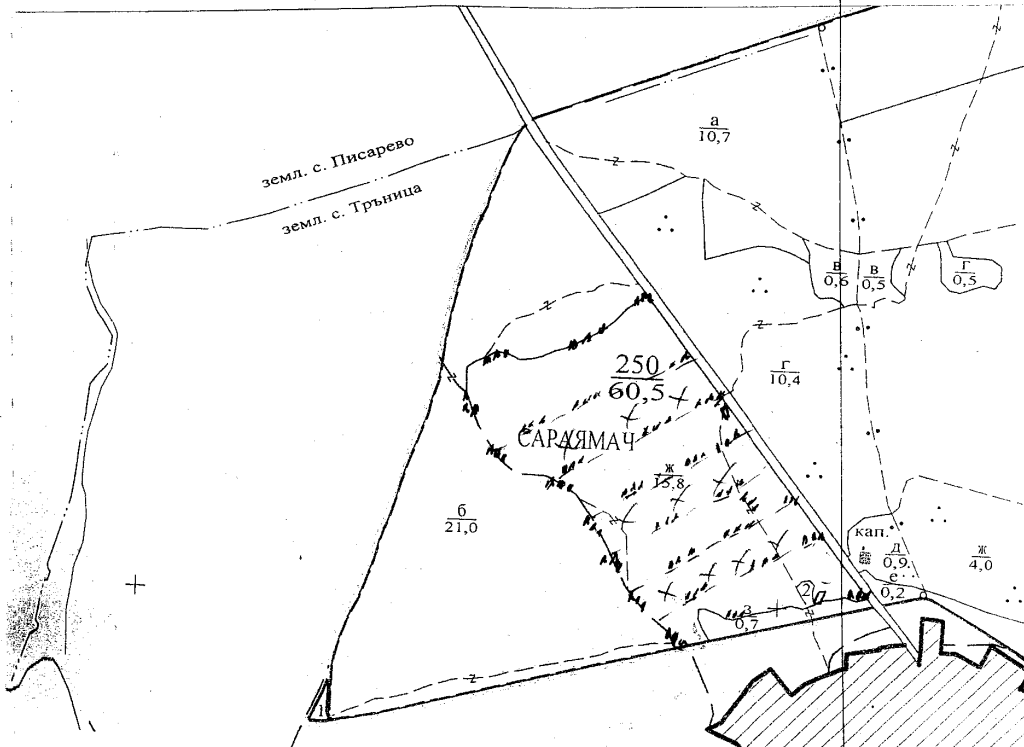 а
10,7
земл. с. Писарево
земл. с. Тръница
в
0,6
в
0,5
г
0,5
250
60,5
г
10,4
САРАЯМАЧ
ж
15,8
б
21,0
кап.
д
0,9
е
0,2
ж
4,0
2
з
0,7
1